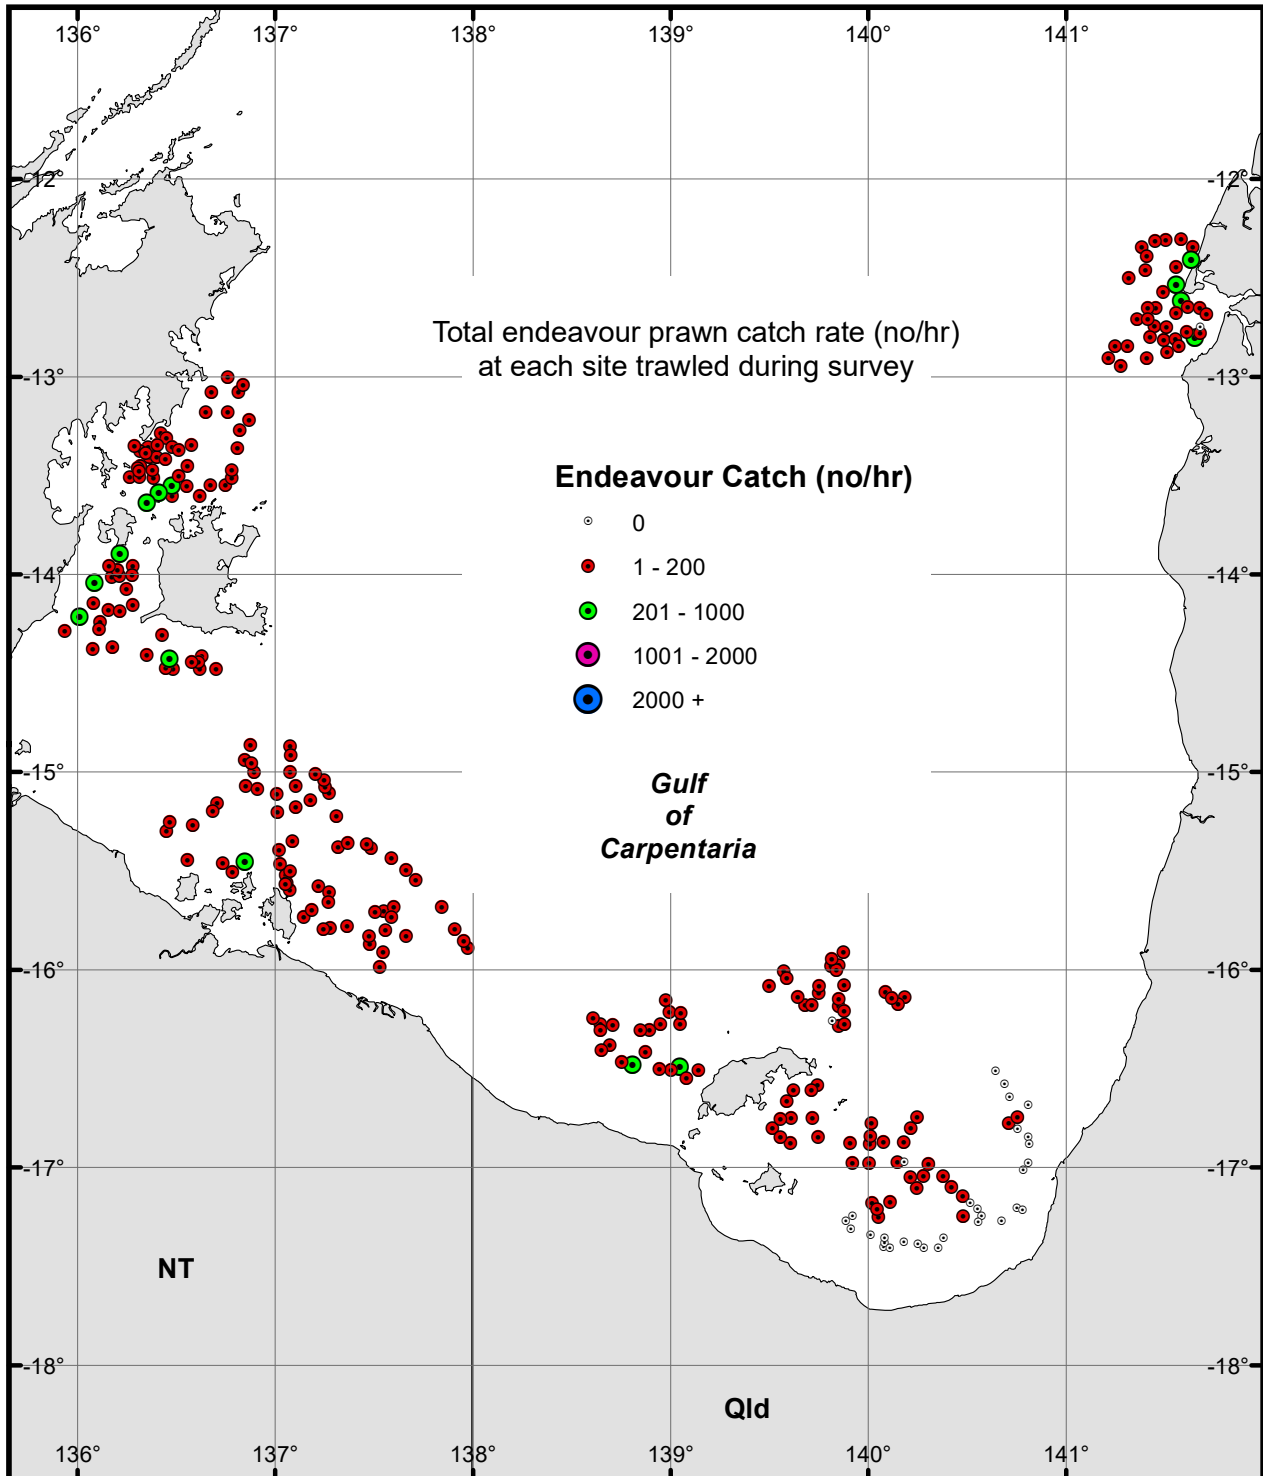 136° 137° 138° 139° 140° 141°
-12° -12°
Total endeavour prawn catch rate (no/hr)
at each site trawled during survey
-13° -13°
Endeavour Catch (no/hr)
0
1 - 200
-14° -14°
201 - 1000
1001 - 2000
2000 +
-15° -15°
Gulf
of
Carpentaria
-16° -16°
-17° -17°
NT
-18° -18°
Qld
136° 137° 138° 139° 140° 141°